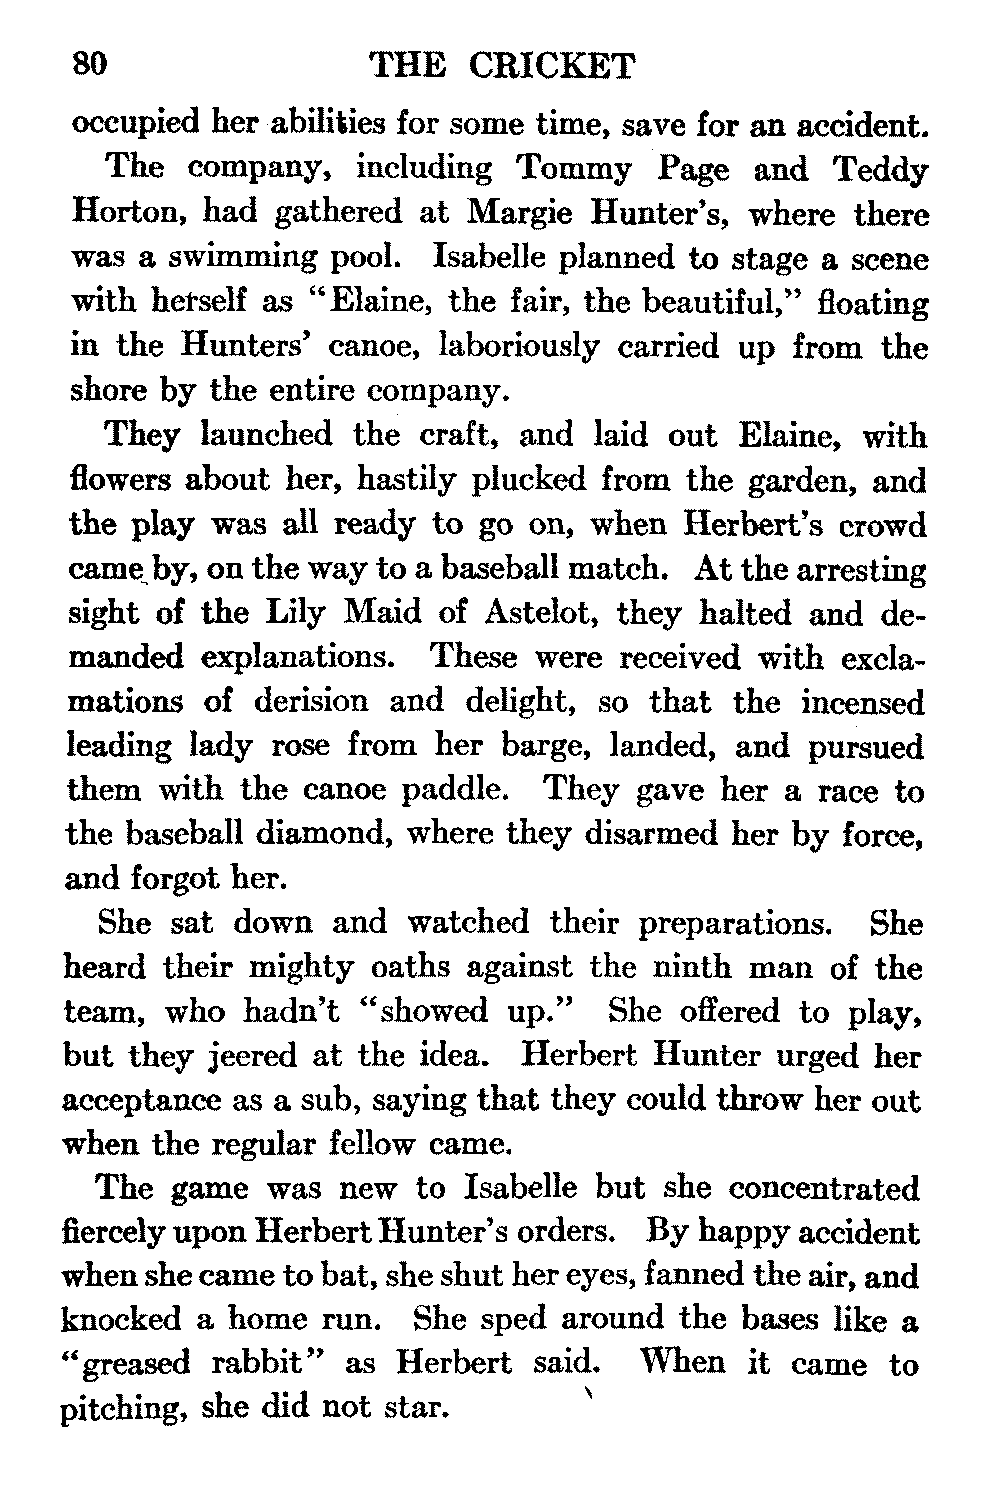 80 THE CRICKET
occupied her abilities for some time, save for an accident.
The company, including Tommy Page and Teddy
Horton, had gathered at Margie Hunter's, where there
was a swimming pool. Isabelle planned to stage a scene
with herself as "Elaine, the fair, the beautiful," floating
in the Hunters' canoe, laboriously carried up from the
shore by the entire company.
They launched the craft, and laid out Elaine, with
flowers about her, hastily plucked from the garden, and
the play was all ready to go on, when Herbert's crowd
came by, on the way to a baseball match. At the arresting
sight of the Lily Maid of Astelot, they halted and de-
manded explanations. These were received with excla-
mations of derision and delight, so that the incensed
leading lady rose from her barge, landed, and pursued
them with the canoe paddle. They gave her a race to
the baseball diamond, where they disarmed her by force,
and forgot her.
She sat down and watched their preparations. She
heard their mighty oaths against the ninth man of the
team, who hadn't "showed up." She offered to play,
but they jeered at the idea. Herbert Hunter urged her
acceptance as a sub, saying that they could throw her out
when the regular fellow came.
The game was new to Isabelle but she concentrated
fiercely upon Herbert Hunter's orders. By happy accident
when she came to bat, she shut her eyes, fanned the air, and
knocked a home run. She sped around the bases like a
"greased rabbit" as Herbert said. When it came to
pitching, she did not star.